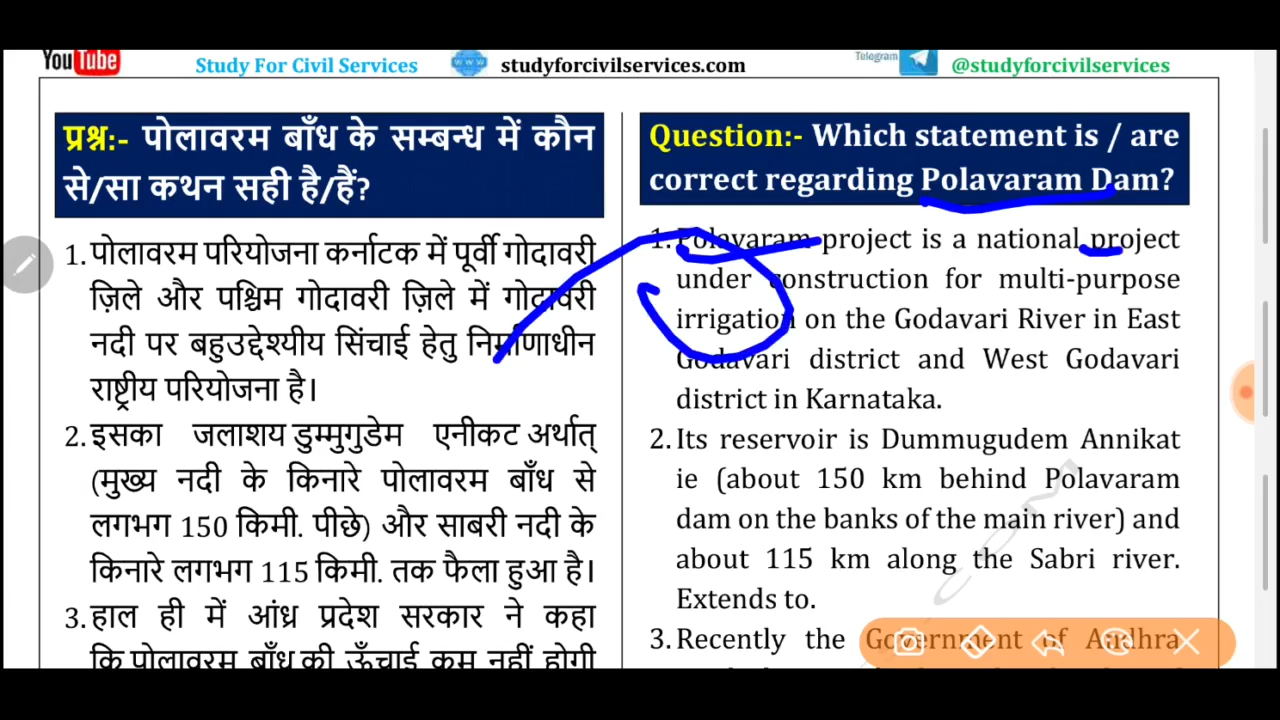 YouTube
Study For Civil Services
www
studyforcivilservices.com
Telegram
@studyforcivilservices
प्रश्न:- पोलावरम बाँध के सम्बन्ध में कौन
से/सा कथन सही है/हैं?
1. पोलावरम परियोजना कर्नाटक में पूर्वी गोदावरी
ज़िले और पश्चिम गोदावरी ज़िले में गोदावरी
नदी पर बहुउद्देश्यीय सिंचाई हेतु निर्माणाधीन
राष्ट्रीय परियोजना है।
2. इसका जलाशय डुम्मुगुडेम एनीकट अर्थात्
(मुख्य नदी के किनारे पोलावरम बाँध से
लगभग 150 किमी. पीछे) और साबरी नदी के
किनारे लगभग 115 किमी. तक फैला हुआ है।
3. हाल ही में आंध्र प्रदेश सरकार ने कहा
कि पोलावरम बाँध की ऊँचाई कम नहीं होगी
Question:- Which statement is / are
correct regarding Polavaram Dam?
1. Polavaram project is a national project
under construction for multi-purpose
irrigation on the Godavari River in East
Godavari district and West Godavari
district in Karnataka.
2. Its reservoir is Dummugudem Annikat
ie (about 150 km behind Polavaram
dam on the banks of the main river) and
about 115 km along the Sabri river.
Extends to.
3. Recently the Government of Andhra